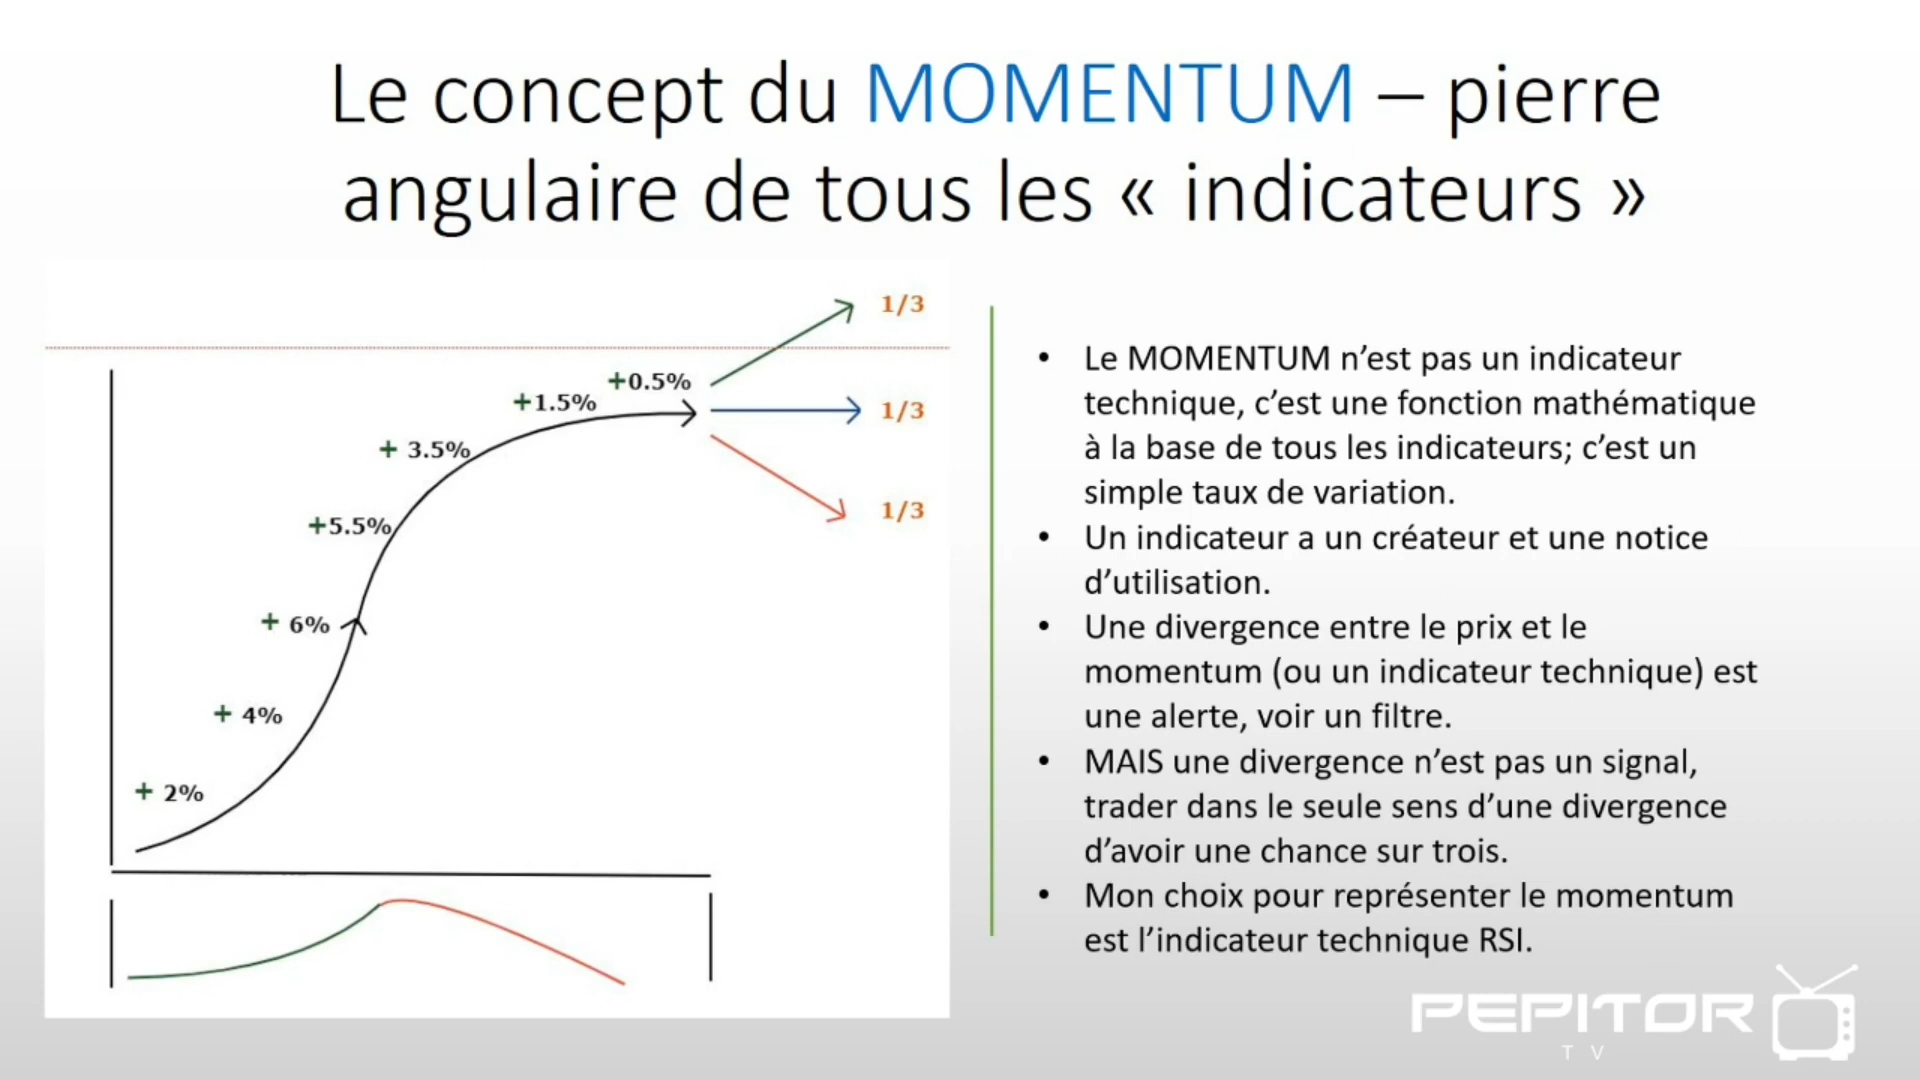 Le concept du MOMENTUM – pierre
angulaire de tous les « indicateurs »
1/3
+0.5%
+1.5%
1/3
+ 3.5%
1/3
+5.5%
+ 6%
+ 4%
+ 2%
• Le MOMENTUM n’est pas un indicateur
technique, c’est une fonction mathématique
à la base de tous les indicateurs; c’est un
simple taux de variation.
• Un indicateur a un créateur et une notice
d’utilisation.
• Une divergence entre le prix et le
momentum (ou un indicateur technique) est
une alerte, voir un filtre.
• MAIS une divergence n’est pas un signal,
trader dans le seule sens d’une divergence
d’avoir une chance sur trois.
• Mon choix pour représenter le momentum
est l’indicateur technique RSI.
PEPITOR
TV